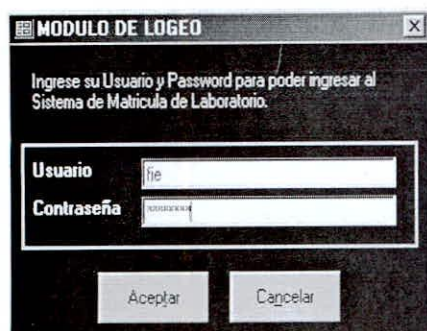 MODULO DE LOGEO
Ingrese su Usuario y Password para poder ingresar al
Sistema de Matricula de Laboratorio.
Usuario fie
Contraseña ********
Aceptar Cancelar